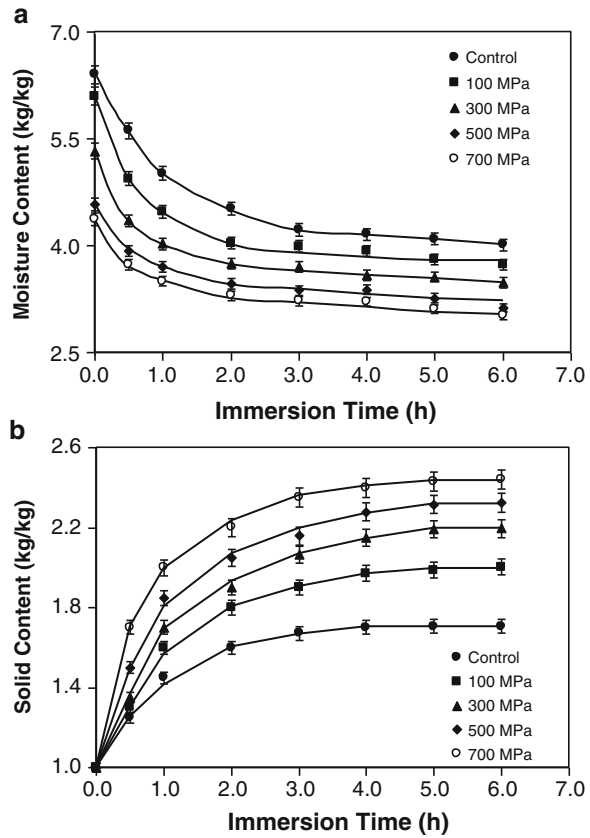 a
7.0
5.5
4.0
2.5
Moisture Content (kg/kg)
Control
100 MPa
300 MPa
500 MPa
700 MPa
0.0 1.0 2.0 3.0 4.0 5.0 6.0 7.0
Immersion Time (h)
b
2.6
2.2
1.8
1.4
1.0
Solid Content (kg/kg)
Control
100 MPa
300 MPa
500 MPa
700 MPa
0.0 1.0 2.0 3.0 4.0 5.0 6.0 7.0
Immersion Time (h)